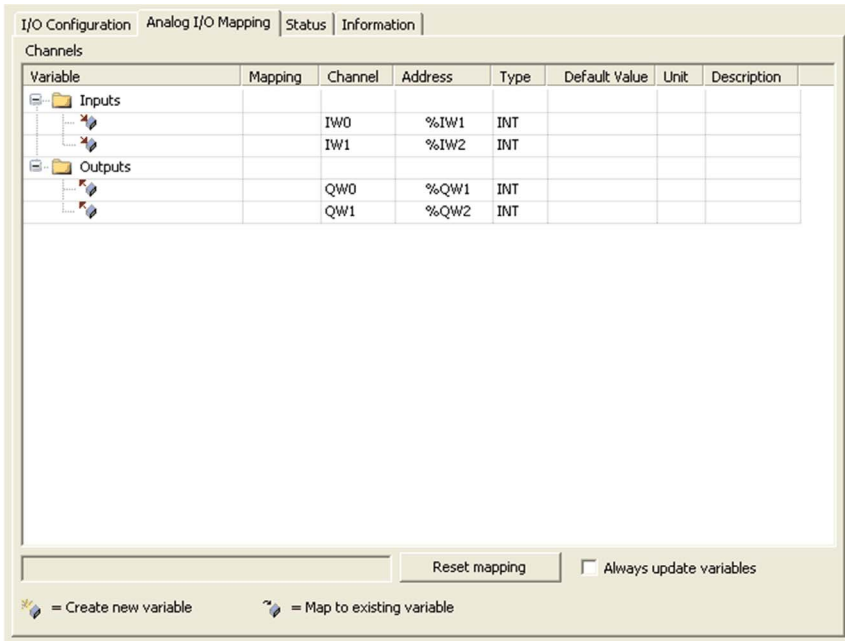 I/O Configuration Analog I/O Mapping Status Information
Channels
Variable Mapping Channel Address Type Default Value Unit Description
Inputs
IW0 %IW1 INT
IW1 %IW2 INT
Outputs
QW0 %QW1 INT
QW1 %QW2 INT
Reset mapping Always update variables
= Create new variable = Map to existing variable